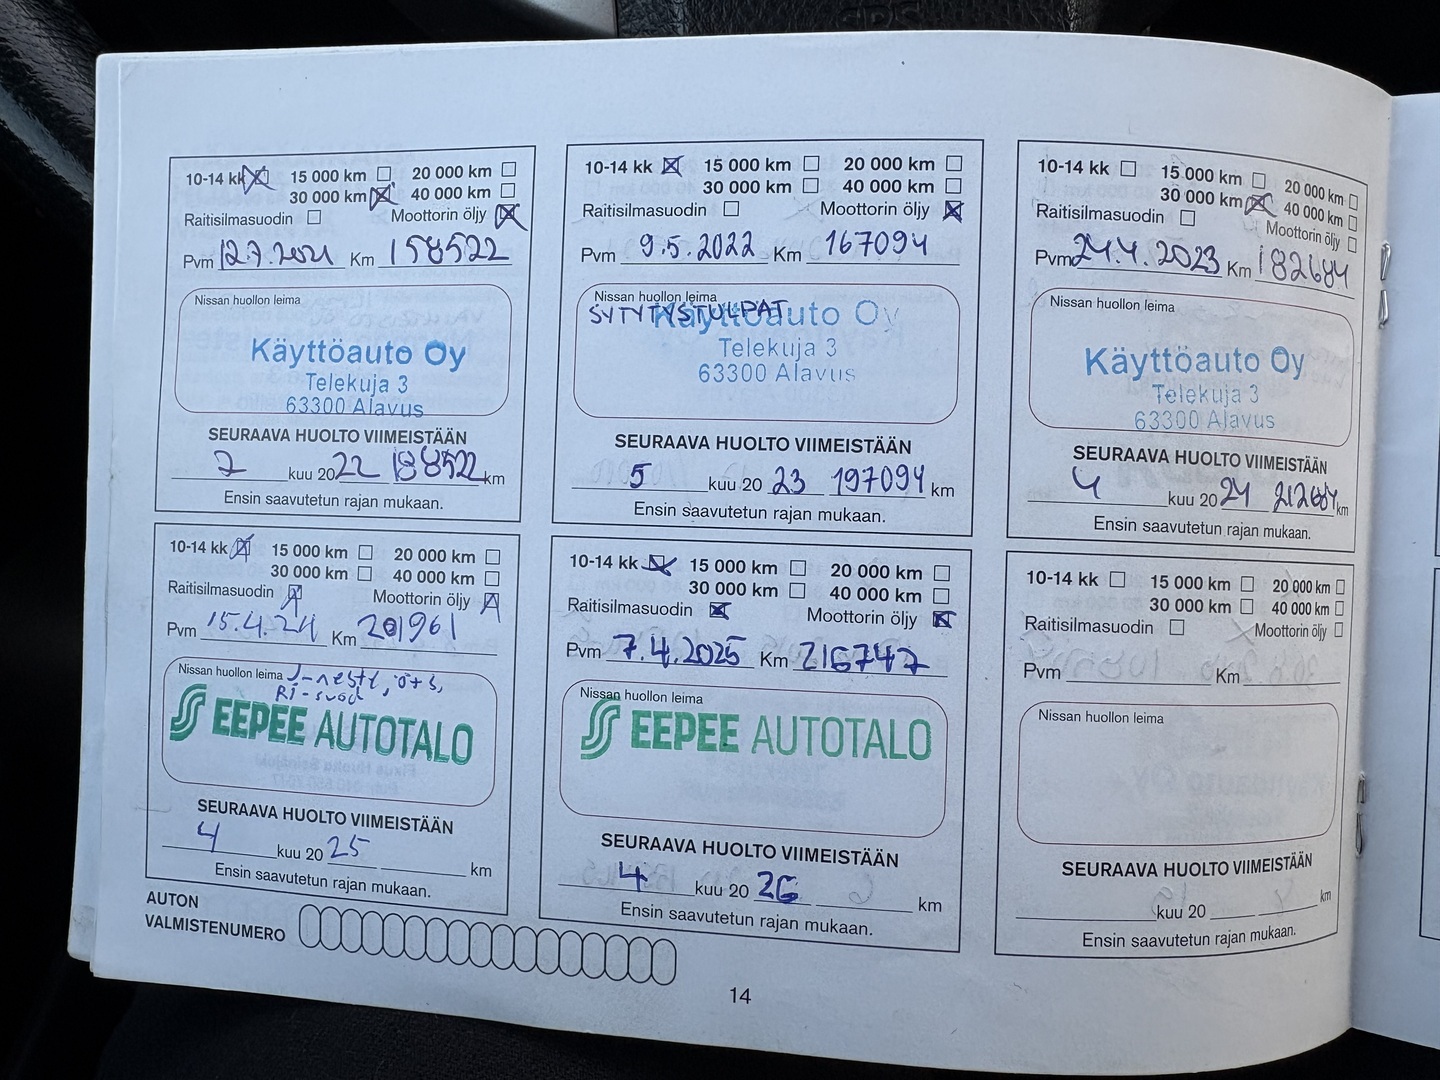 10-14 kk 15 000 km 20 000 km
30 000 km 40 000 km
Raitisilmasuodin Moottorin öljy
Pvm 12.7.2021 Km 158522
Nissan huollon leima
Käyttöauto Oy
Telekuja 3
63300 Alavus
SEURAAVA HUOLTO VIIMEISTÄÄN
7 kuu 2022 188522 km
Ensin saavutetun rajan mukaan.
10-14 kk 15 000 km 20 000 km
30 000 km 40 000 km
Raitisilmasuodin Moottorin öljy
Pvm 9.5.2022 Km 167094
Nissan huollon leima
SYTYTYSTULPAT
Käyttöauto Oy
Telekuja 3
63300 Alavus
SEURAAVA HUOLTO VIIMEISTÄÄN
5 kuu 20 23 197094 km
Ensin saavutetun rajan mukaan.
10-14 kk 15 000 km 20 000 km
30 000 km 40 000 km
Raitisilmasuodin Moottorin öljy
Pvm 24.4.2023 Km 182684
Nissan huollon leima
Käyttöauto Oy
Telekuja 3
63300 Alavus
SEURAAVA HUOLTO VIIMEISTÄÄN
4 kuu 20 24 212684 km
Ensin saavutetun rajan mukaan.
10-14 kk 15 000 km 20 000 km
30 000 km 40 000 km
Raitisilmasuodin Moottorin öljy
Pvm 15.4.24 Km 201961
Nissan huollon leima J-neste, öts,
Ri-suod
EEPEE AUTOTALO
SEURAAVA HUOLTO VIIMEISTÄÄN
4 kuu 20 25 km
Ensin saavutetun rajan mukaan.
10-14 kk 15 000 km 20 000 km
30 000 km 40 000 km
Raitisilmasuodin Moottorin öljy
Pvm 7.4.2025 Km 216747
Nissan huollon leima
EEPEE AUTOTALO
SEURAAVA HUOLTO VIIMEISTÄÄN
4 kuu 20 26 km
Ensin saavutetun rajan mukaan.
10-14 kk 15 000 km 20 000 km
30 000 km 40 000 km
Raitisilmasuodin Moottorin öljy
Pvm Km
Nissan huollon leima
SEURAAVA HUOLTO VIIMEISTÄÄN
kuu 20 km
Ensin saavutetun rajan mukaan.
AUTON
VALMISTENUMERO
14